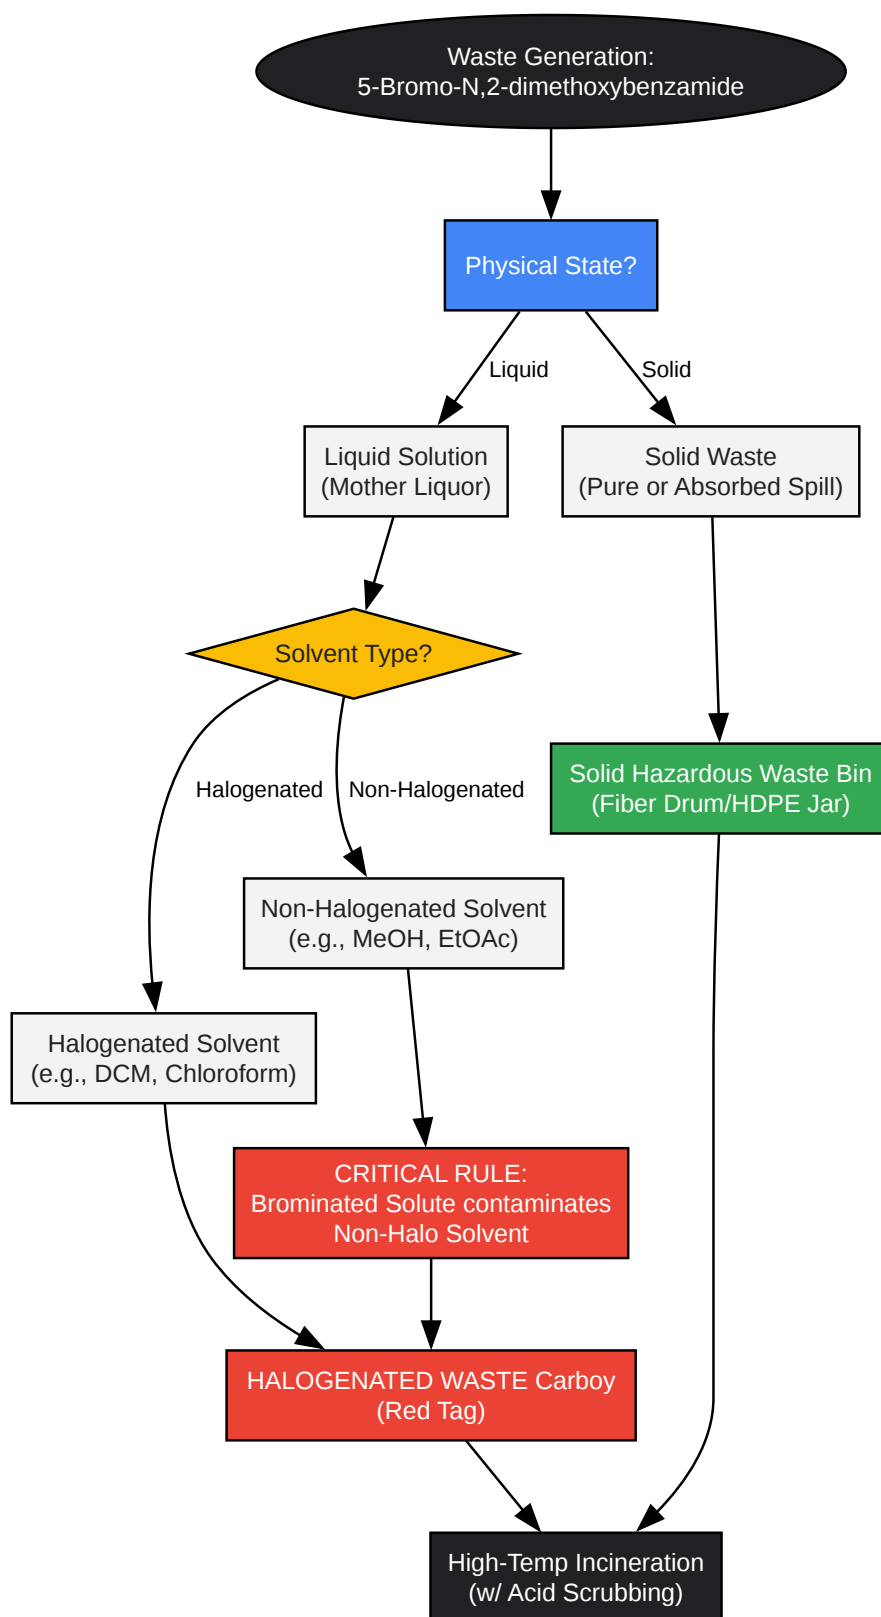 Waste Generation:
5-Bromo-N,2-dimethoxybenzamide
Physical State?
Liquid
Solid
Liquid Solution
(Mother Liquor)
Solid Waste
(Pure or Absorbed Spill)
Solvent Type?
Halogenated
Non-Halogenated
Solid Hazardous Waste Bin
(Fiber Drum/HDPE Jar)
Non-Halogenated Solvent
(e.g., MeOH, EtOAc)
Halogenated Solvent
(e.g., DCM, Chloroform)
CRITICAL RULE:
Brominated Solute contaminates
Non-Halo Solvent
HALOGENATED WASTE Carboy
(Red Tag)
High-Temp Incineration
(w/ Acid Scrubbing)